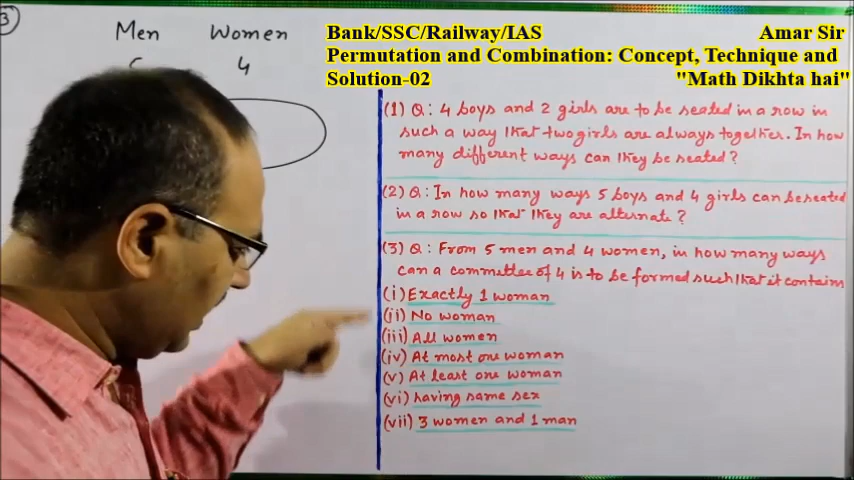 (3)
Men Women
4
Bank/SSC/Railway/IAS Amar Sir
Permutation and Combination: Concept, Technique and
Solution-02 "Math Dikhta hai"
(1) Q: 4 boys and 2 girls are to be seated in a row in
such a way that two girls are always together. In how
many different ways can they be seated?
(2) Q: In how many ways 5 boys and 4 girls can be seated
in a row so that they are alternate?
(3) Q: From 5 men and 4 women, in how many ways
can a committee of 4 is to be formed such that it contains
(i) Exactly 1 woman
(ii) No woman
(iii) All women
(iv) At most one woman
(v) At least one woman
(vi) having same sex
(vii) 3 women and 1 man